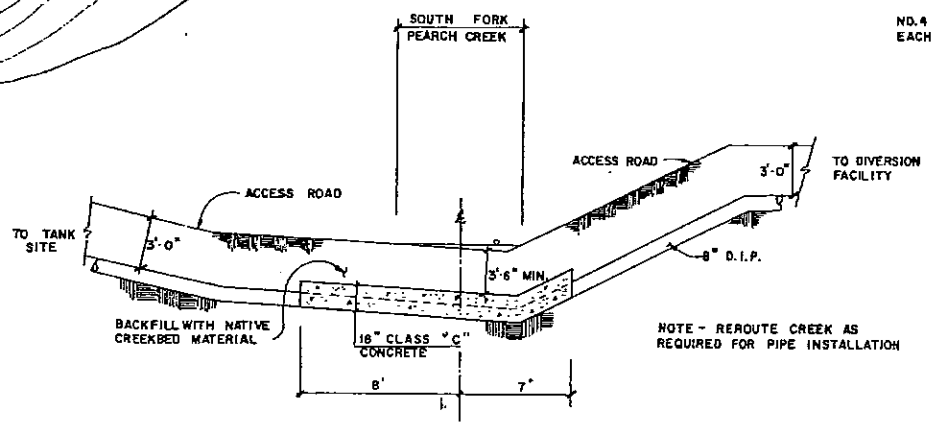 SOUTH FORK
PEARCH CREEK
NO. 4
EACH
ACCESS ROAD
3'-0"
TO DIVERSION
FACILITY
ACCESS ROAD
TO TANK
SITE
3'-0"
3'-6" MIN.
8" D.I.P.
BACKFILL WITH NATIVE
CREEKBED MATERIAL
18" CLASS "C"
CONCRETE
NOTE - REROUTE CREEK AS
REQUIRED FOR PIPE INSTALLATION
8'
7'